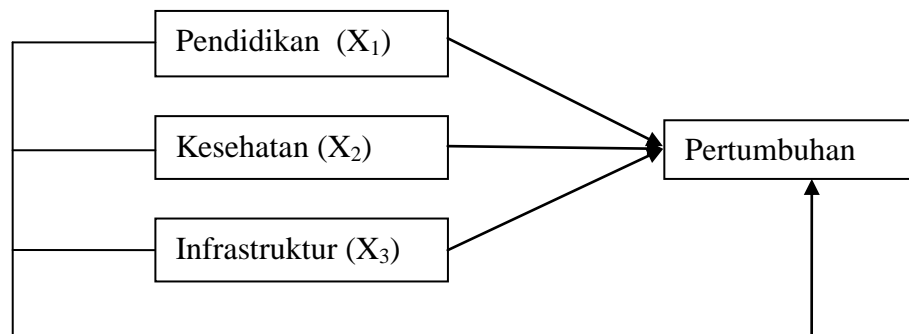 Pendidikan (X₁)
Kesehatan (X₂)
Pertumbuhan
Infrastruktur (X₃)